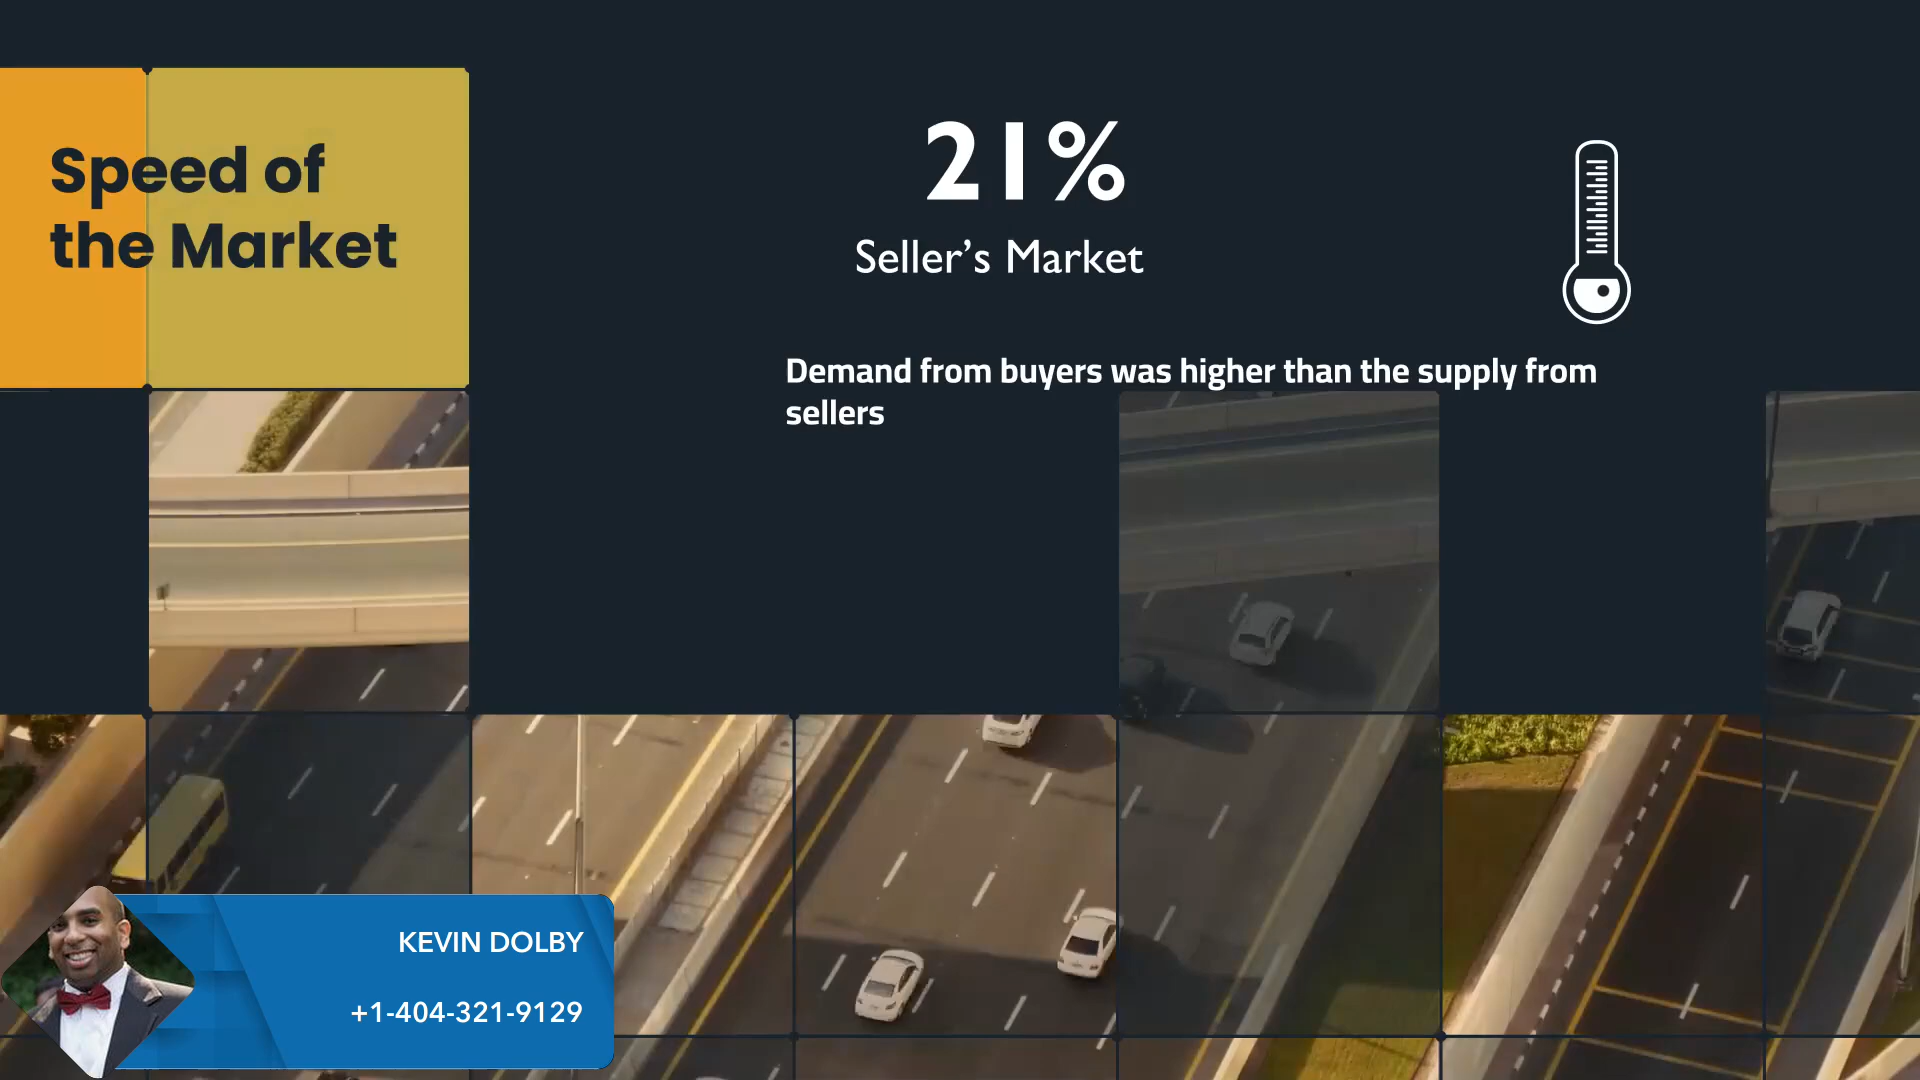 Speed of
the Market
21%
Seller’s Market
Demand from buyers was higher than the supply from
sellers
KEVIN DOLBY
+1-404-321-9129